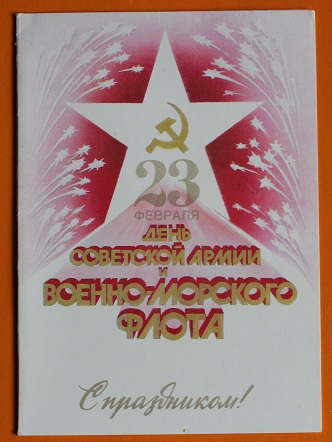 23
ФЕВРАЛЯ
ДЕНЬ
СОВЕТСКОЙ АРМИИ
И
ВОЕННО-МОРСКОГО
ФЛОТА
С праздником!